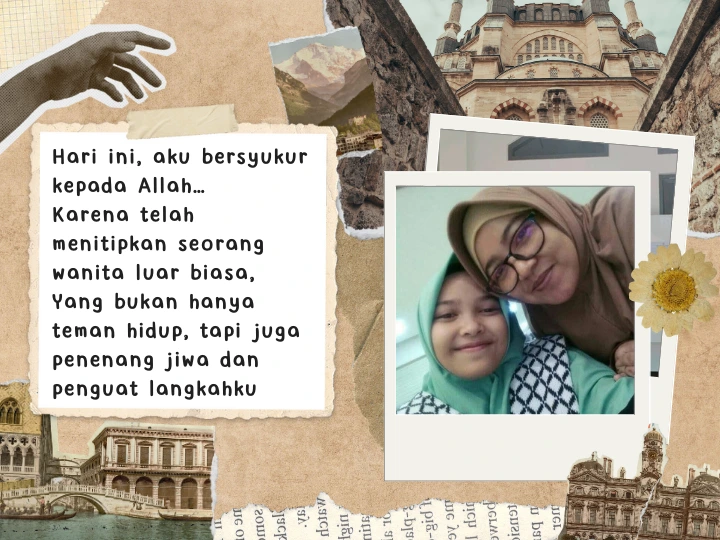 Hari ini, aku bersyukur
kepada Allah...
Karena telah
menitipkan seorang
wanita luar biasa,
Yang bukan hanya
teman hidup, tapi juga
penenang jiwa dan
penguat langkahku